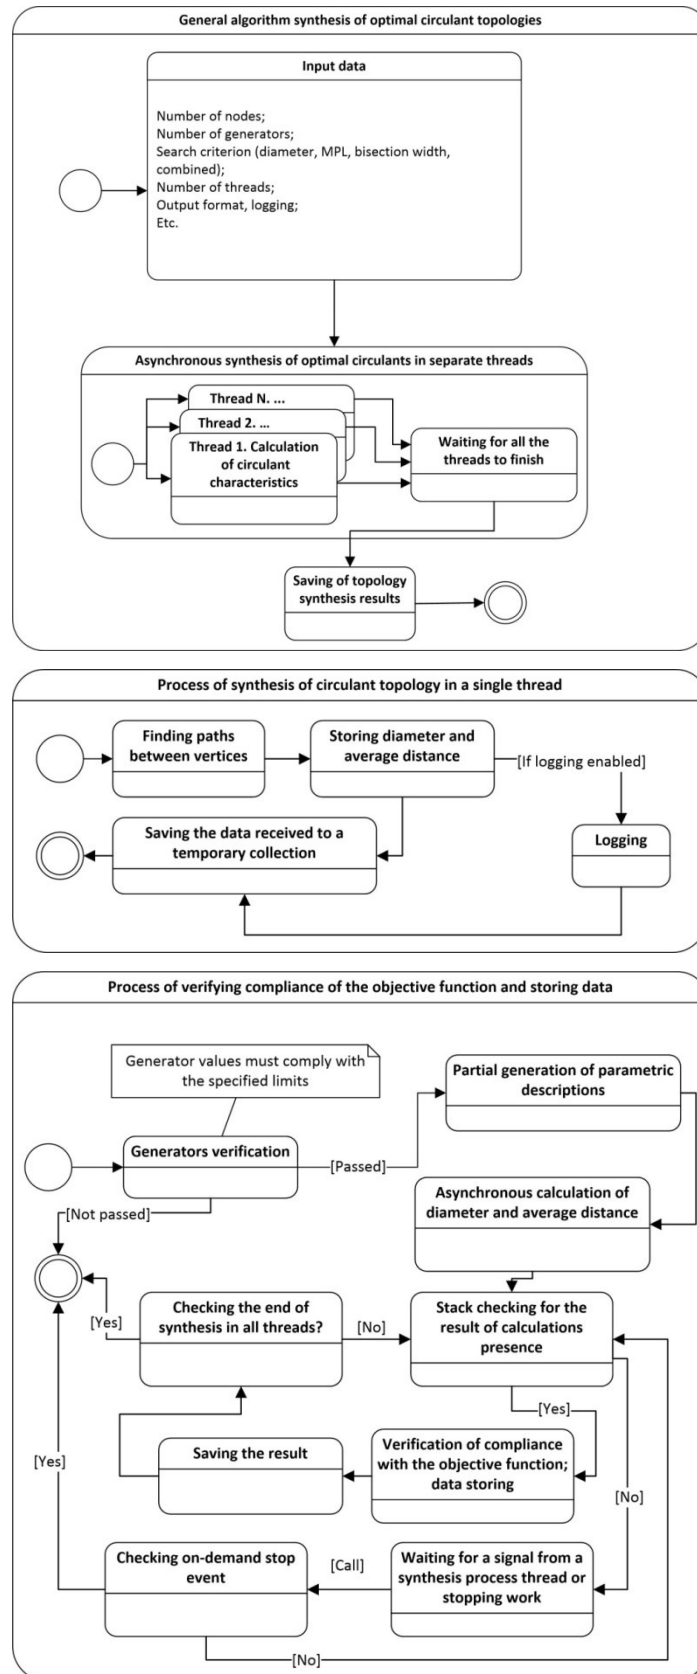 General algorithm synthesis of optimal circulant topologies
Input data
Number of nodes;
Number of generators;
Search criterion (diameter, MPL, bisection width,
combined);
Number of threads;
Output format, logging;
Etc.
Asynchronous synthesis of optimal circulants in separate threads
Thread N. ...
Thread 2. ...
Thread 1. Calculation
of circulant
characteristics
Waiting for all the
threads to finish
Saving of topology
synthesis results
Process of synthesis of circulant topology in a single thread
Finding paths
between vertices
Storing diameter and
average distance
[If logging enabled]
Saving the data received to a
temporary collection
Logging
Process of verifying compliance of the objective function and storing data
Generator values must comply with
the specified limits
Partial generation of parametric
descriptions
Generators verification
[Passed]
[Not passed]
Asynchronous calculation of
diameter and average distance
Checking the end of
synthesis in all threads?
[Yes]
[No]
Stack checking for the
result of calculations
presence
[Yes]
Saving the result
Verification of compliance
with the objective function;
data storing
[Yes]
[No]
Checking on-demand stop
event
[Call]
Waiting for a signal from a
synthesis process thread or
stopping work
[No]